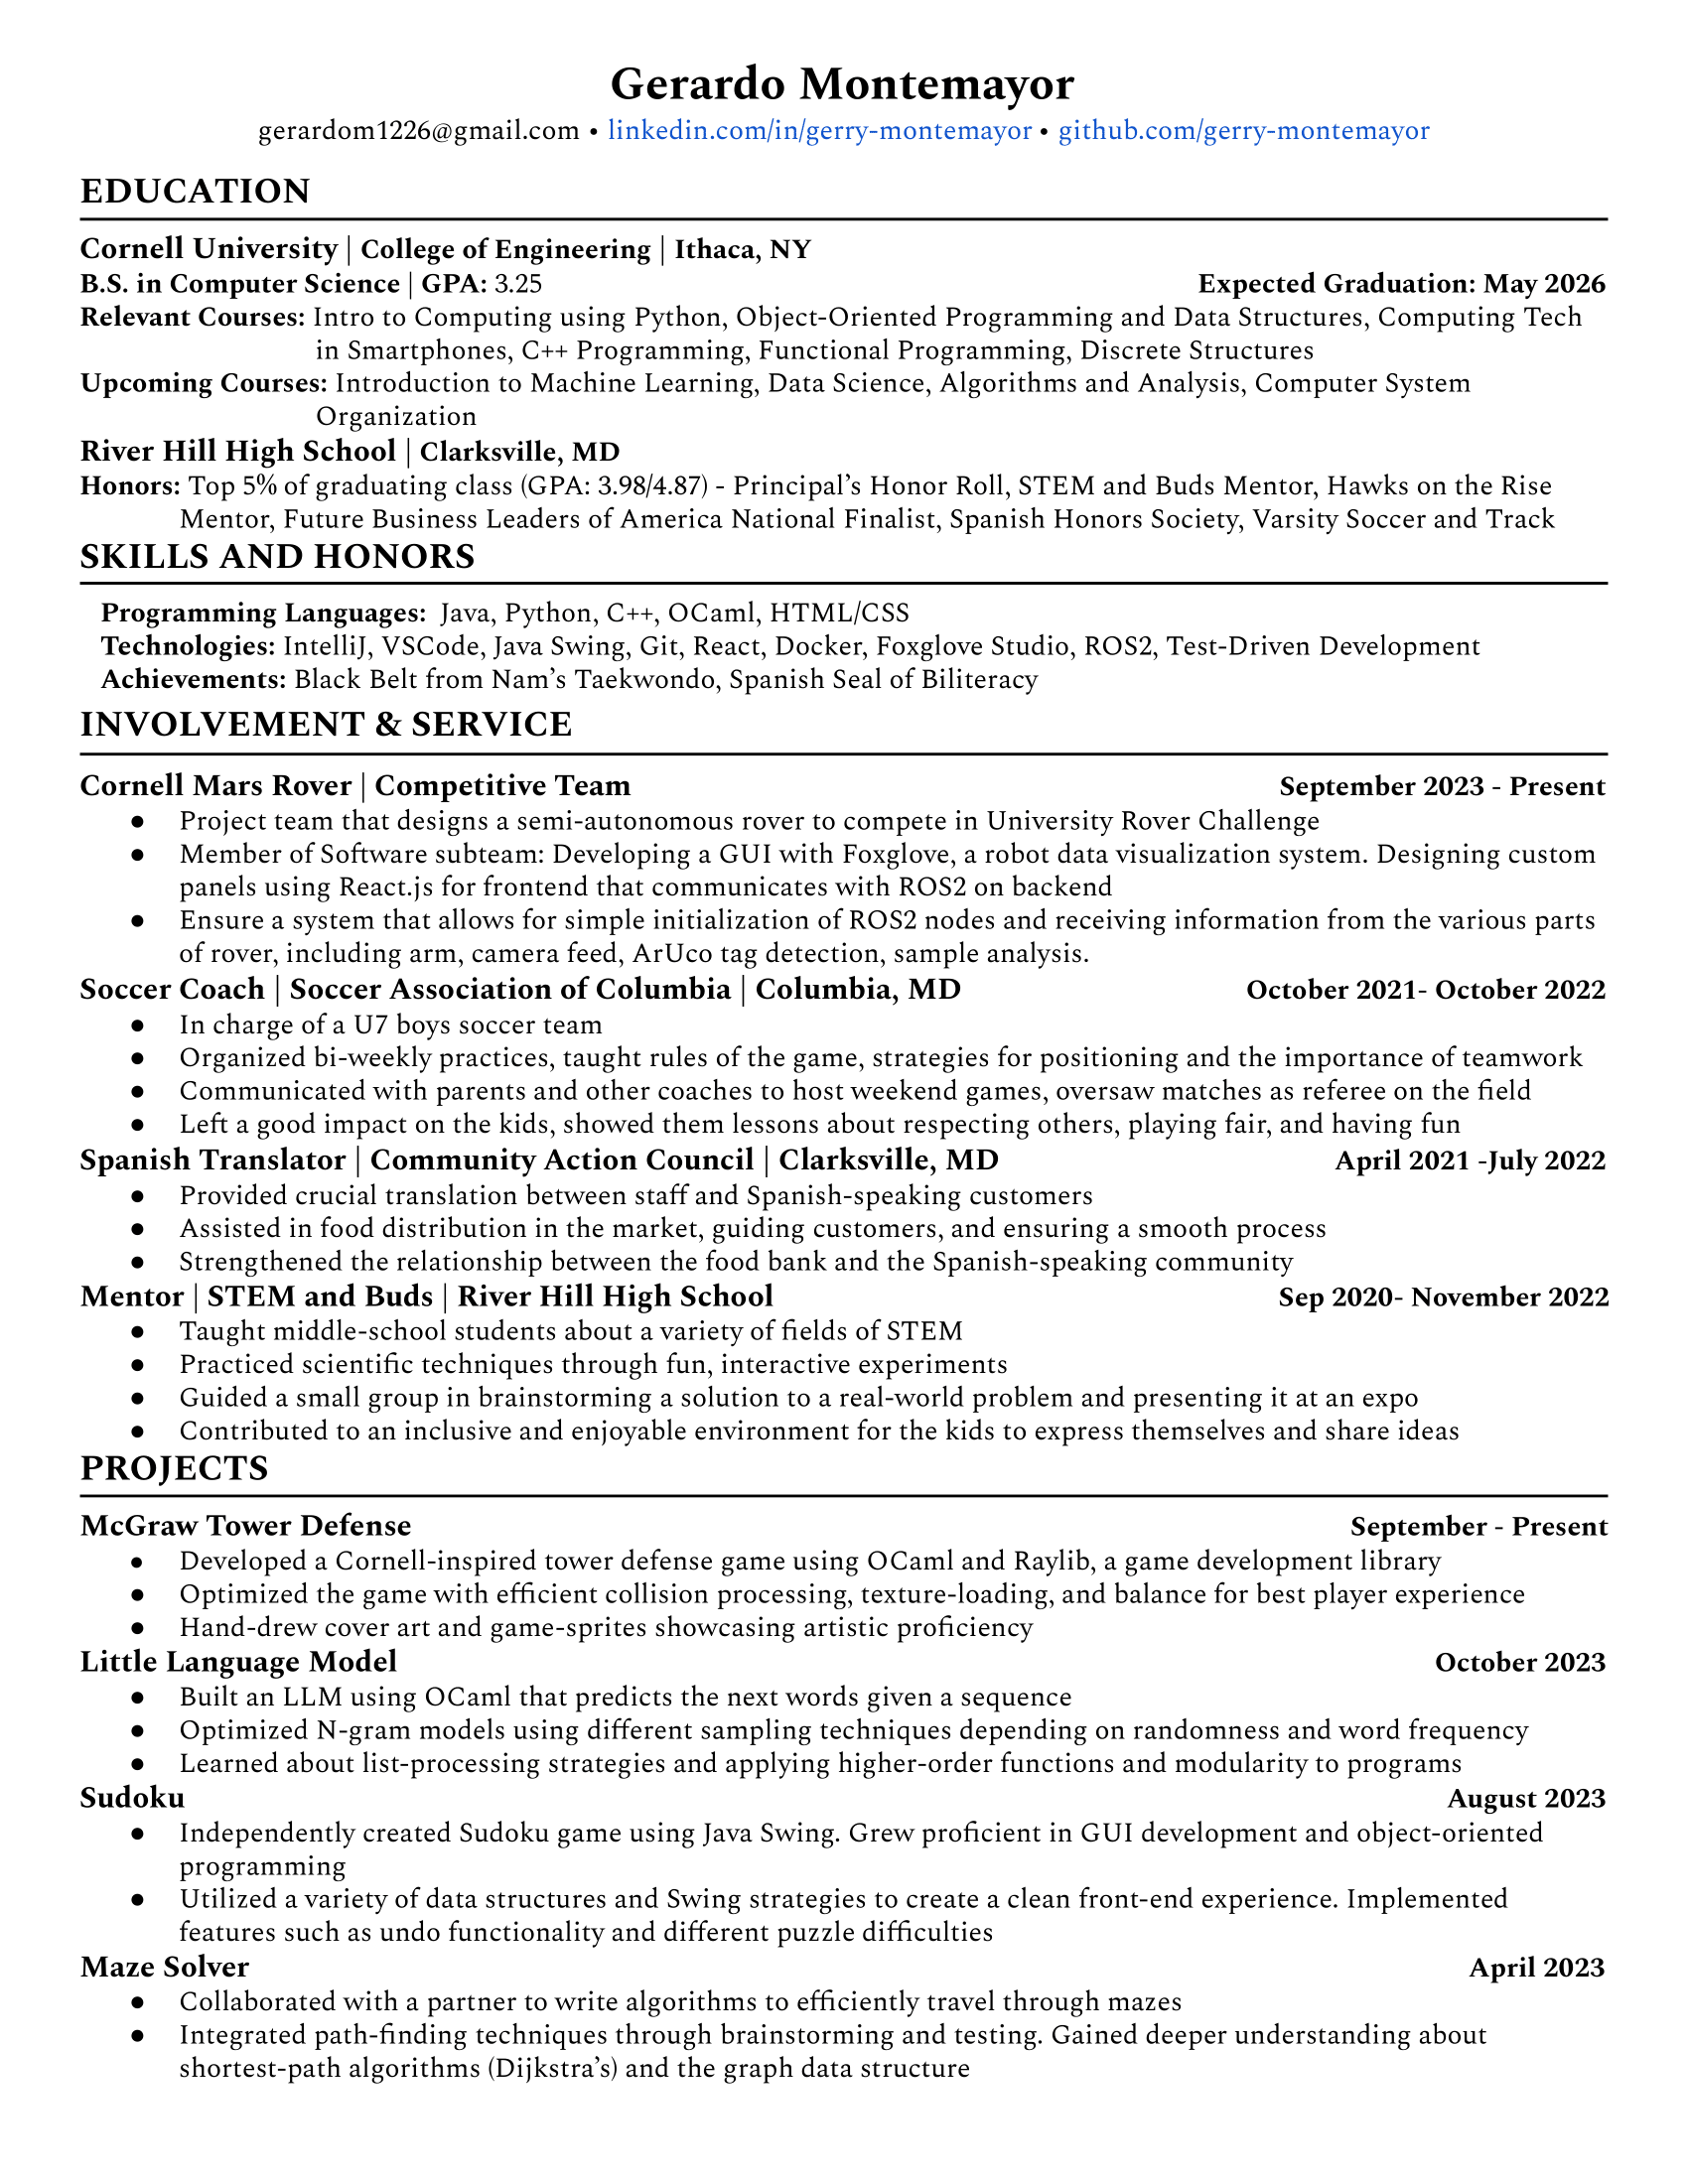 Gerardo Montemayor
gerardom1226@gmail.com • linkedin.com/in/gerry-montemayor • github.com/gerry-montemayor
EDUCATION
Cornell University | College of Engineering | Ithaca, NY
B.S. in Computer Science | GPA: 3.25 Expected Graduation: May 2026
Relevant Courses: Intro to Computing using Python, Object-Oriented Programming and Data Structures, Computing Tech
in Smartphones, C++ Programming, Functional Programming, Discrete Structures
Upcoming Courses: Introduction to Machine Learning, Data Science, Algorithms and Analysis, Computer System
Organization
River Hill High School | Clarksville, MD
Honors: Top 5% of graduating class (GPA: 3.98/4.87) - Principal’s Honor Roll, STEM and Buds Mentor, Hawks on the Rise
Mentor, Future Business Leaders of America National Finalist, Spanish Honors Society, Varsity Soccer and Track
SKILLS AND HONORS
Programming Languages: Java, Python, C++, OCaml, HTML/CSS
Technologies: IntelliJ, VSCode, Java Swing, Git, React, Docker, Foxglove Studio, ROS2, Test-Driven Development
Achievements: Black Belt from Nam’s Taekwondo, Spanish Seal of Biliteracy
INVOLVEMENT & SERVICE
Cornell Mars Rover | Competitive Team September 2023 - Present
● Project team that designs a semi-autonomous rover to compete in University Rover Challenge
● Member of Software subteam: Developing a GUI with Foxglove, a robot data visualization system. Designing custom
panels using React.js for frontend that communicates with ROS2 on backend
● Ensure a system that allows for simple initialization of ROS2 nodes and receiving information from the various parts
of rover, including arm, camera feed, ArUco tag detection, sample analysis.
Soccer Coach | Soccer Association of Columbia | Columbia, MD October 2021- October 2022
● In charge of a U7 boys soccer team
● Organized bi-weekly practices, taught rules of the game, strategies for positioning and the importance of teamwork
● Communicated with parents and other coaches to host weekend games, oversaw matches as referee on the field
● Left a good impact on the kids, showed them lessons about respecting others, playing fair, and having fun
Spanish Translator | Community Action Council | Clarksville, MD April 2021 -July 2022
● Provided crucial translation between staff and Spanish-speaking customers
● Assisted in food distribution in the market, guiding customers, and ensuring a smooth process
● Strengthened the relationship between the food bank and the Spanish-speaking community
Mentor | STEM and Buds | River Hill High School Sep 2020- November 2022
● Taught middle-school students about a variety of fields of STEM
● Practiced scientific techniques through fun, interactive experiments
● Guided a small group in brainstorming a solution to a real-world problem and presenting it at an expo
● Contributed to an inclusive and enjoyable environment for the kids to express themselves and share ideas
PROJECTS
McGraw Tower Defense September - Present
● Developed a Cornell-inspired tower defense game using OCaml and Raylib, a game development library
● Optimized the game with efficient collision processing, texture-loading, and balance for best player experience
● Hand-drew cover art and game-sprites showcasing artistic proficiency
Little Language Model October 2023
● Built an LLM using OCaml that predicts the next words given a sequence
● Optimized N-gram models using different sampling techniques depending on randomness and word frequency
● Learned about list-processing strategies and applying higher-order functions and modularity to programs
Sudoku August 2023
● Independently created Sudoku game using Java Swing. Grew proficient in GUI development and object-oriented
programming
● Utilized a variety of data structures and Swing strategies to create a clean front-end experience. Implemented
features such as undo functionality and different puzzle difficulties
Maze Solver April 2023
● Collaborated with a partner to write algorithms to efficiently travel through mazes
● Integrated path-finding techniques through brainstorming and testing. Gained deeper understanding about
shortest-path algorithms (Dijkstra’s) and the graph data structure